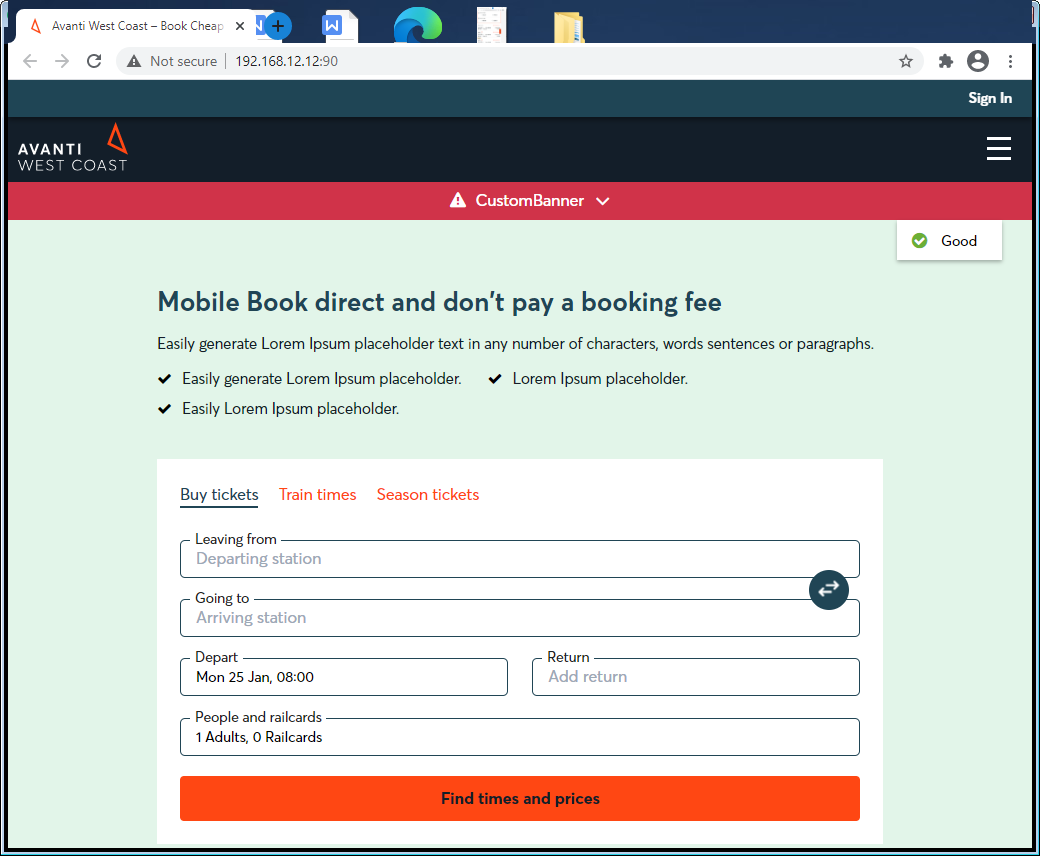 Avanti West Coast – Book Cheap
W
Not secure
192.168.12.12:90
Sign In
AVANTI
WEST COAST
CustomBanner
Good
Mobile Book direct and don't pay a booking fee
Easily generate Lorem Ipsum placeholder text in any number of characters, words sentences or paragraphs.
Easily generate Lorem Ipsum placeholder. Lorem Ipsum placeholder.
Easily Lorem Ipsum placeholder.
Buy tickets Train times Season tickets
Leaving from
Departing station
Going to
Arriving station
Depart Return
Mon 25 Jan, 08:00 Add return
People and railcards
1 Adults, 0 Railcards
Find times and prices